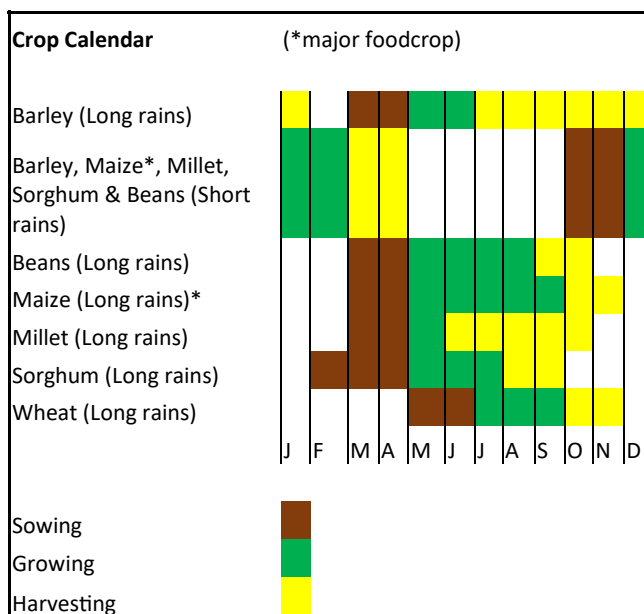 Crop Calendar (*major foodcrop)
Barley (Long rains)
Barley, Maize*, Millet,
Sorghum & Beans (Short
rains)
Beans (Long rains)
Maize (Long rains)*
Millet (Long rains)
Sorghum (Long rains)
Wheat (Long rains)
J F M A M J J A S O N D
Sowing
Growing
Harvesting